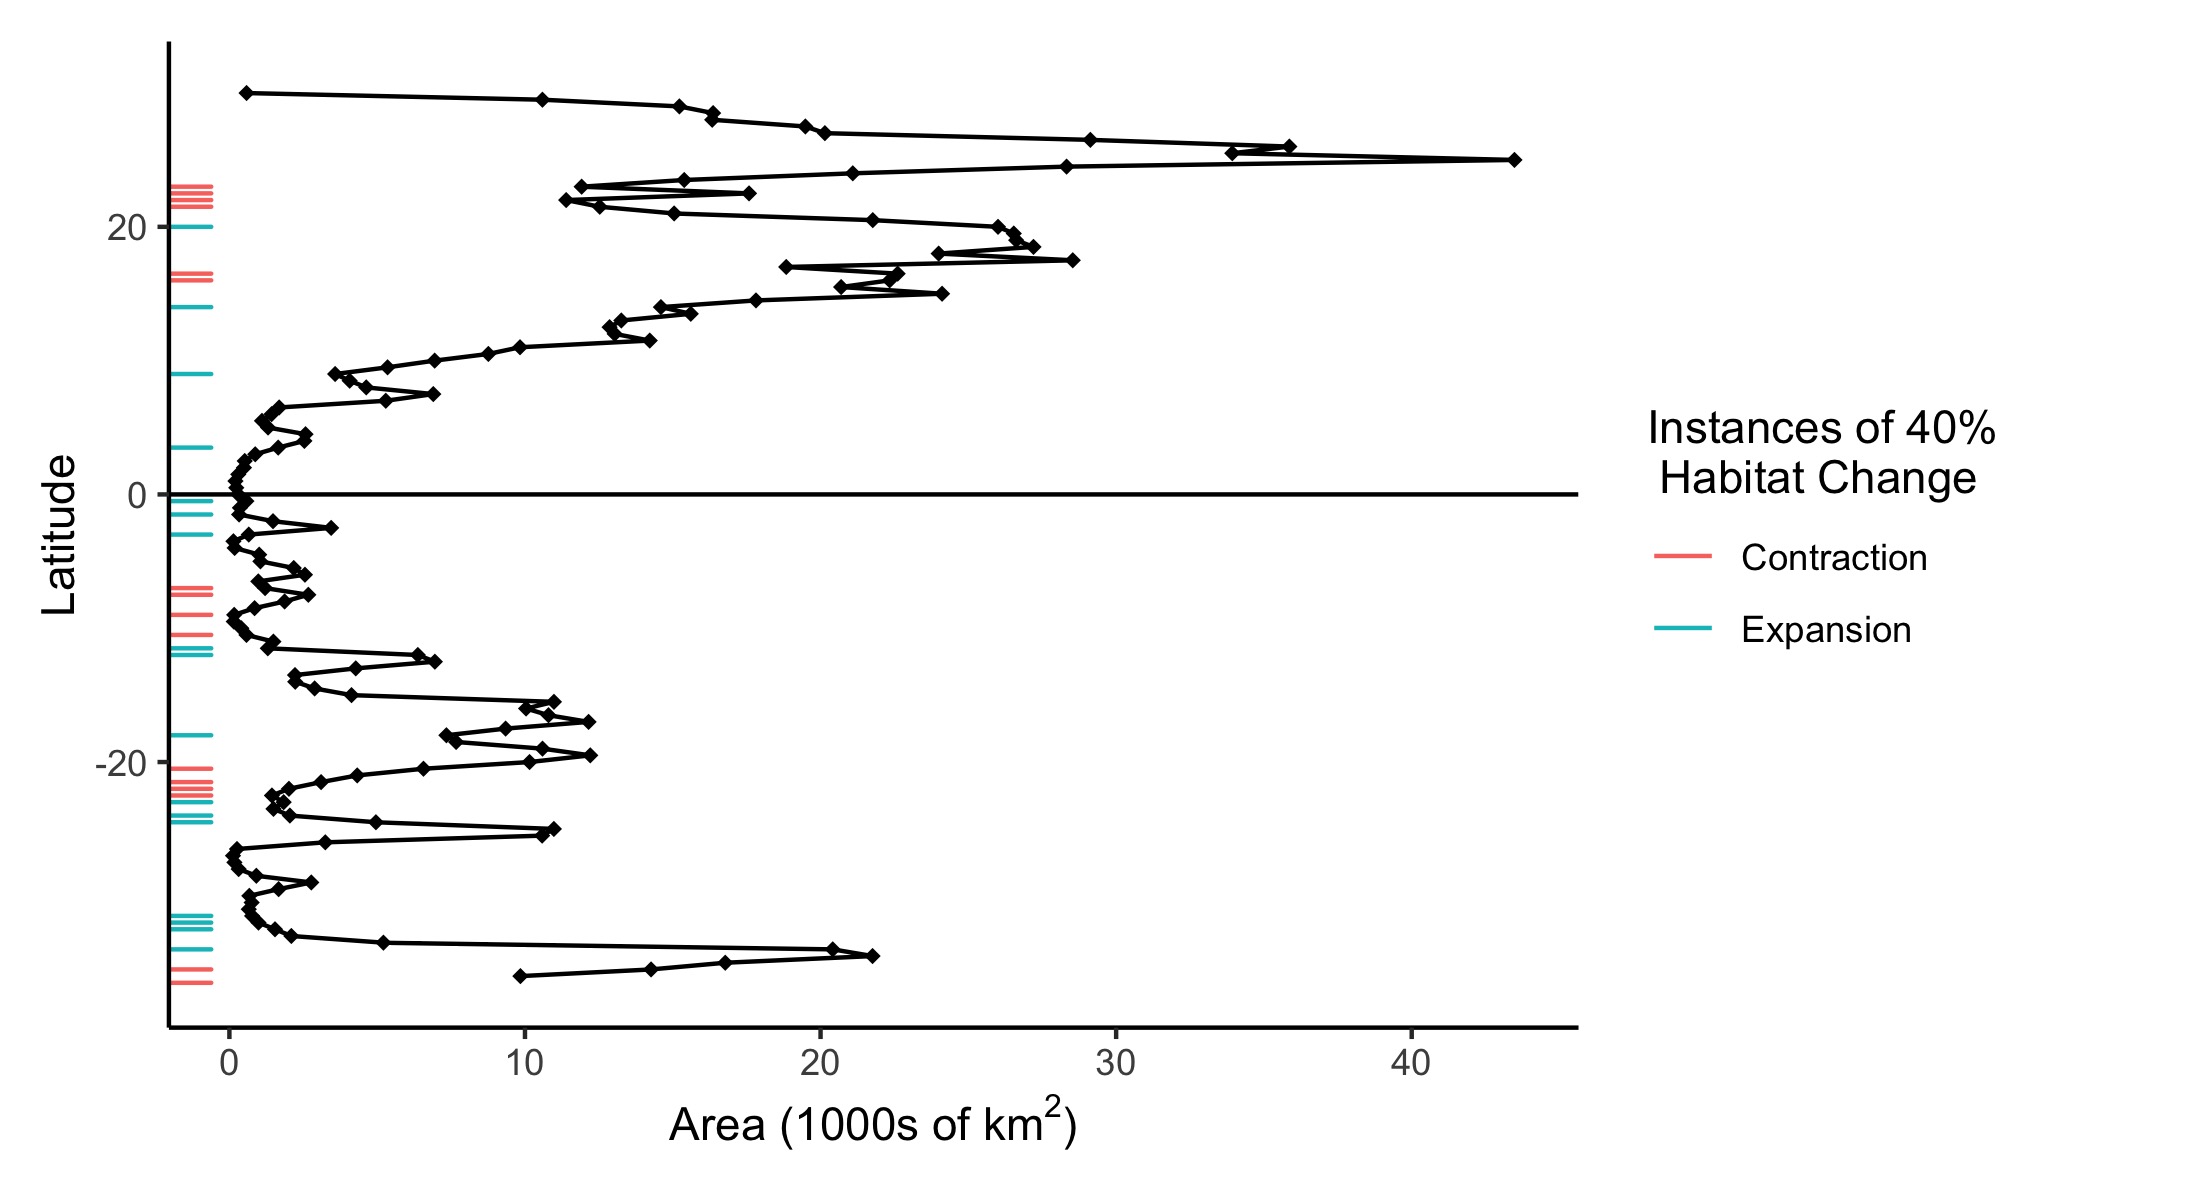 20
0
-20
Latitude
0 10 20 30 40
Area (1000s of km²)
Instances of 40%
Habitat Change
Contraction
Expansion